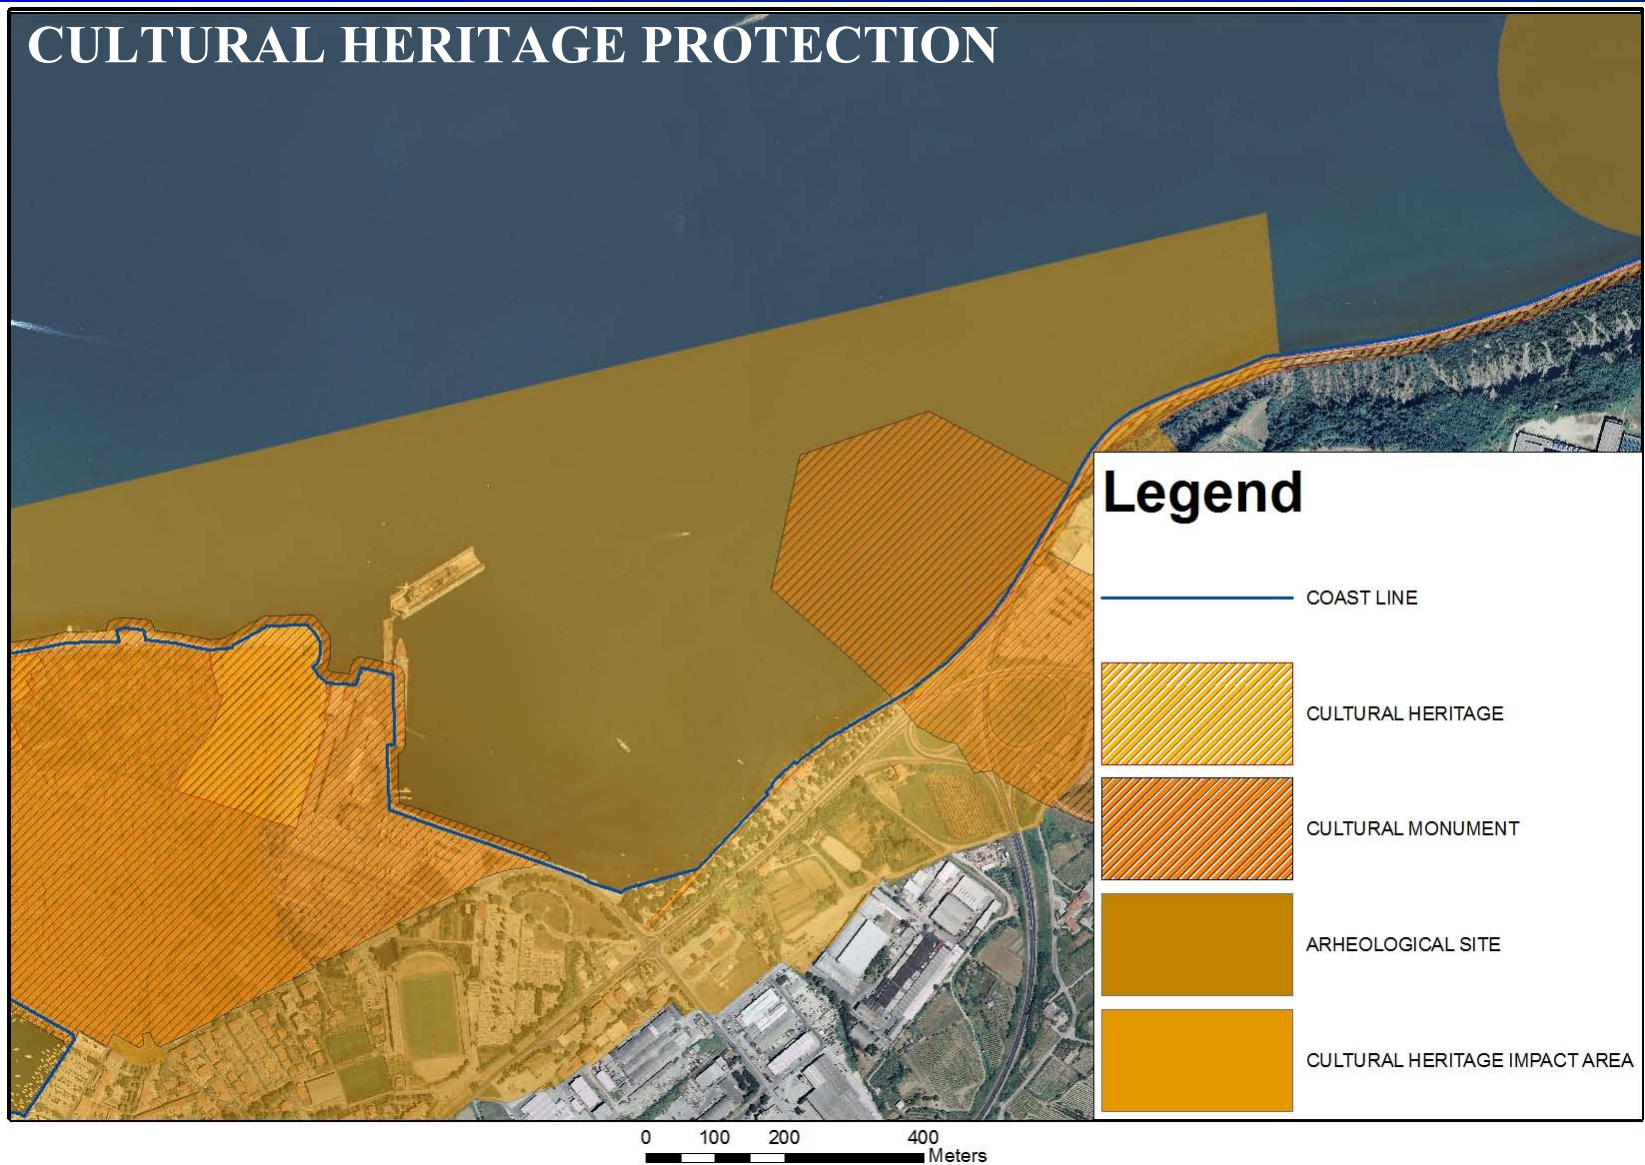 CULTURAL HERITAGE PROTECTION
Legend
COAST LINE
CULTURAL HERITAGE
CULTURAL MONUMENT
ARHEOLOGICAL SITE
CULTURAL HERITAGE IMPACT AREA
0 100 200 400
Meters